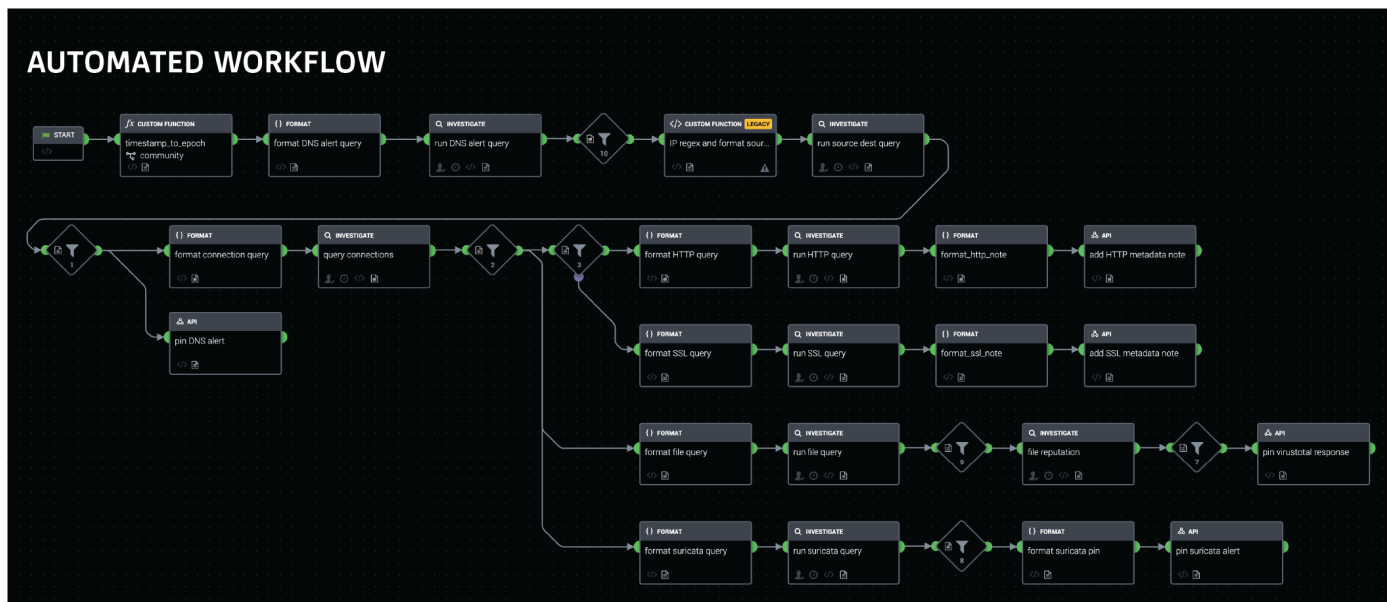 AUTOMATED WORKFLOW
START
fx CUSTOM FUNCTION
timestamp_to_epoch
community
{} FORMAT
format DNS alert query
INVESTIGATE
run DNS alert query
10
</> CUSTOM FUNCTION LEGACY
IP regex and format sour...
INVESTIGATE
run source dest query
1
{} FORMAT
format connection query
INVESTIGATE
query connections
2
3
{} FORMAT
format HTTP query
INVESTIGATE
run HTTP query
{} FORMAT
format_http_note
API
add HTTP metadata note
API
pin DNS alert
{} FORMAT
format SSL query
INVESTIGATE
run SSL query
{} FORMAT
format_ssl_note
API
add SSL metadata note
{} FORMAT
format file query
INVESTIGATE
run file query
9
INVESTIGATE
file reputation
7
API
pin virustotal response
{} FORMAT
format suricata query
INVESTIGATE
run suricata query
8
{} FORMAT
format suricata pin
API
pin suricata alert